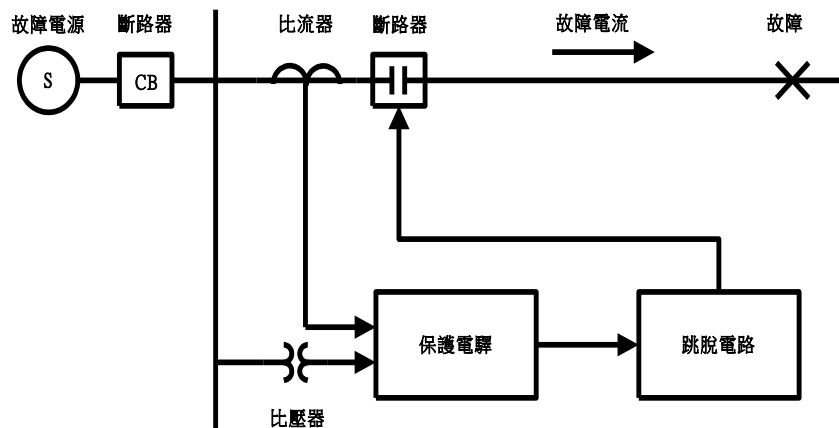 故障電源
斷路器
比流器
斷路器
故障電流
故障
S
CB
保護電驛
跳脫電路
比壓器